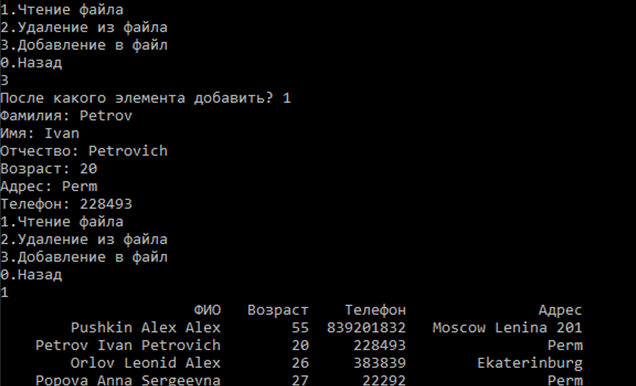 1.Чтение файла
2.Удаление из файла
3.Добавление в файл
0.Назад
3
После какого элемента добавить? 1
Фамилия: Petrov
Имя: Ivan
Отчество: Petrovich
Возраст: 20
Адрес: Perm
Телефон: 228493
1.Чтение файла
2.Удаление из файла
3.Добавление в файл
0.Назад
1
ФИО Возраст Телефон Адрес
Pushkin Alex Alex 55 839201832 Moscow Lenina 201
Petrov Ivan Petrovich 20 228493 Perm
Orlov Leonid Alex 26 383839 Ekaterinburg
Popova Anna Sergeevna 27 22292 Perm